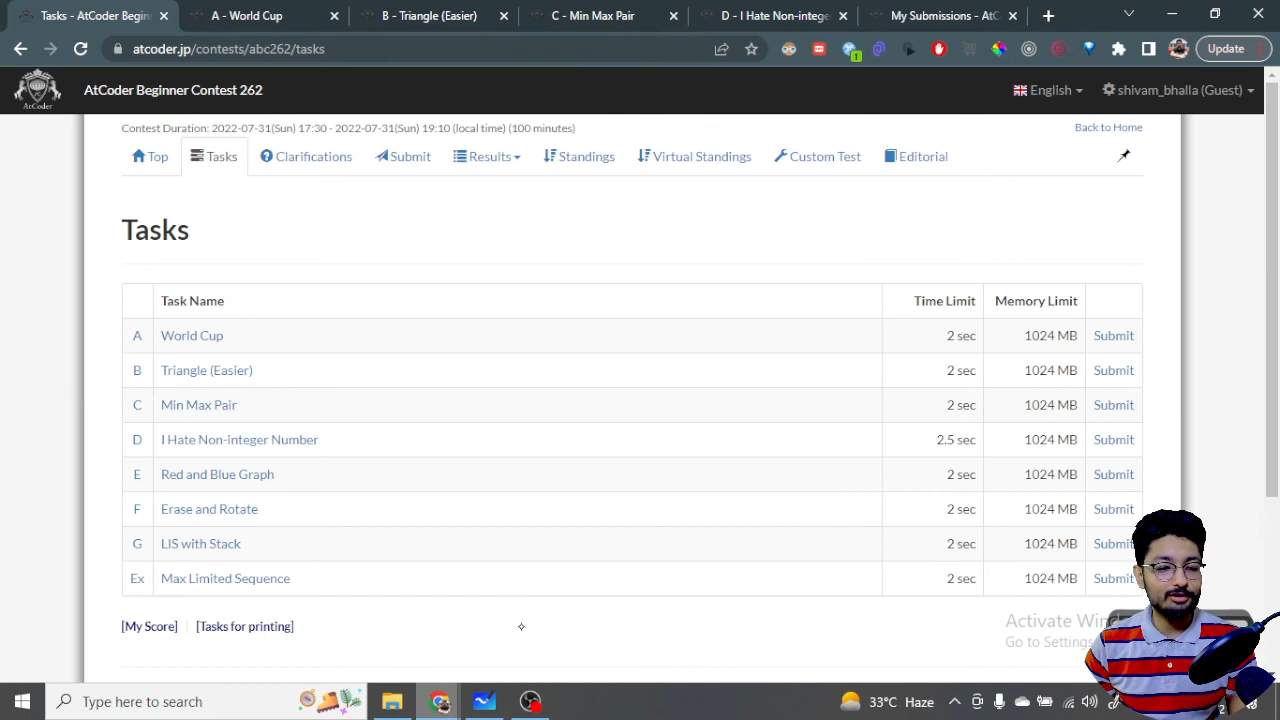 Tasks - AtCoder Beginn
A - World Cup
B - Triangle (Easier)
C - Min Max Pair
D - I Hate Non-intege
My Submissions - AtC
atcoder.jp/contests/abc262/tasks
1
Update
AtCoder
AtCoder Beginner Contest 262
English
shivam_bhalla (Guest)
Contest Duration: 2022-07-31(Sun) 17:30 - 2022-07-31(Sun) 19:10 (local time) (100 minutes)
Back to Home
Top
Tasks
Clarifications
Submit
Results
Standings
Virtual Standings
Custom Test
Editorial
Tasks
Task Name Time Limit Memory Limit
A World Cup 2 sec 1024 MB Submit
B Triangle (Easier) 2 sec 1024 MB Submit
C Min Max Pair 2 sec 1024 MB Submit
D I Hate Non-integer Number 2.5 sec 1024 MB Submit
E Red and Blue Graph 2 sec 1024 MB Submit
F Erase and Rotate 2 sec 1024 MB Submit
G LIS with Stack 2 sec 1024 MB Submit
Ex Max Limited Sequence 2 sec 1024 MB Submit
[My Score] [Tasks for printing]
Activate Wind
Go to Settings
Type here to search
33°C Haze